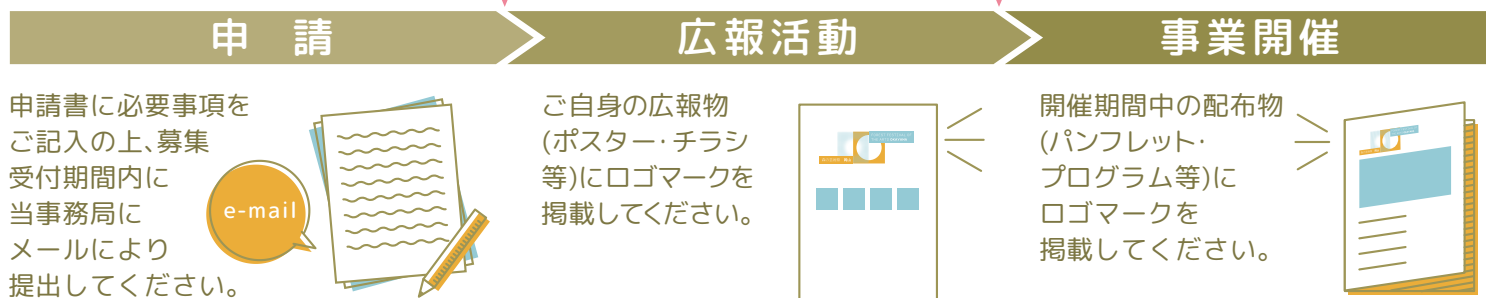 申　請
申請書に必要事項を
ご記入の上、募集
受付期間内に
当事務局に
メールにより
提出してください。
e-mail
広報活動
ご自身の広報物
(ポスター・チラシ
等)にロゴマークを
掲載してください。
事業開催
開催期間中の配布物
(パンフレット・
プログラム等)に
ロゴマークを
掲載してください。